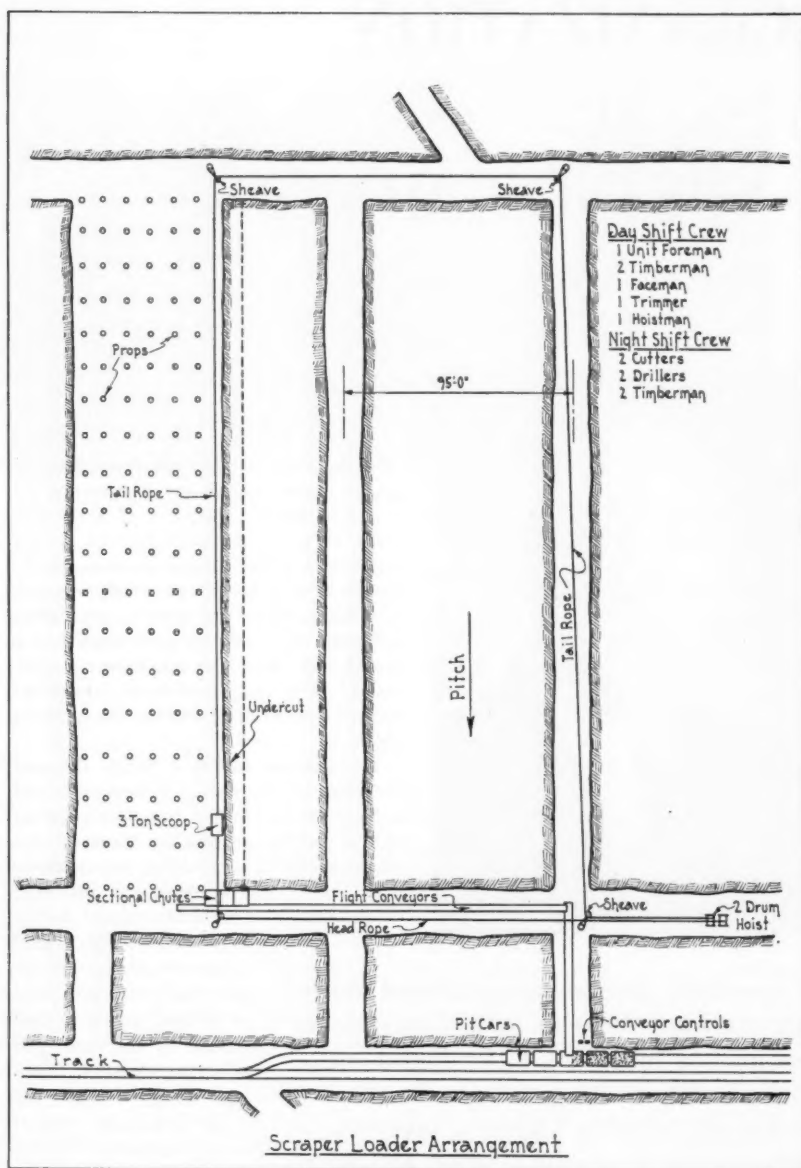 Sheave
Sheave
Day Shift Crew
1 Unit Foreman
2 Timberman
1 Faceman
1 Trimmer
1 Hoistman
Night Shift Crew
2 Cutters
2 Drillers
2 Timberman
Props
95'-0"
Tail Rope
Tail Rope
Pitch
Undercut
3 Ton Scoop
Sectional Chutes
Flight Conveyors
Sheave
2 Drum
Hoist
Head Rope
Pit Cars
Conveyor Controls
Track
Scraper Loader Arrangement